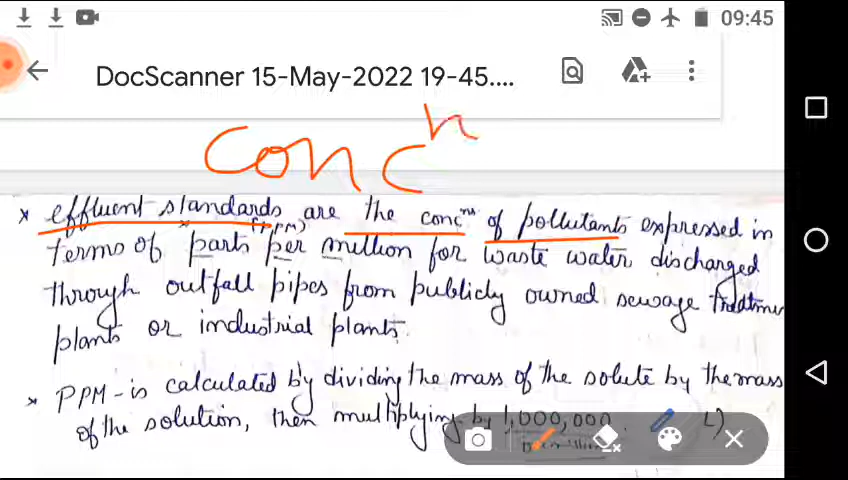 09:45
DocScanner 15-May-2022 19-45....
Concⁿ
* effluent standards are the concⁿˢ of pollutants expressed in
(PPM)
terms of parts per million for waste water discharged
through outfall pipes from publicly owned sewage treatmen
plants or industrial plants.
* PPM - is calculated by dividing the mass of the solute by the mass
of the solution, then multiplying by 1,000,000.